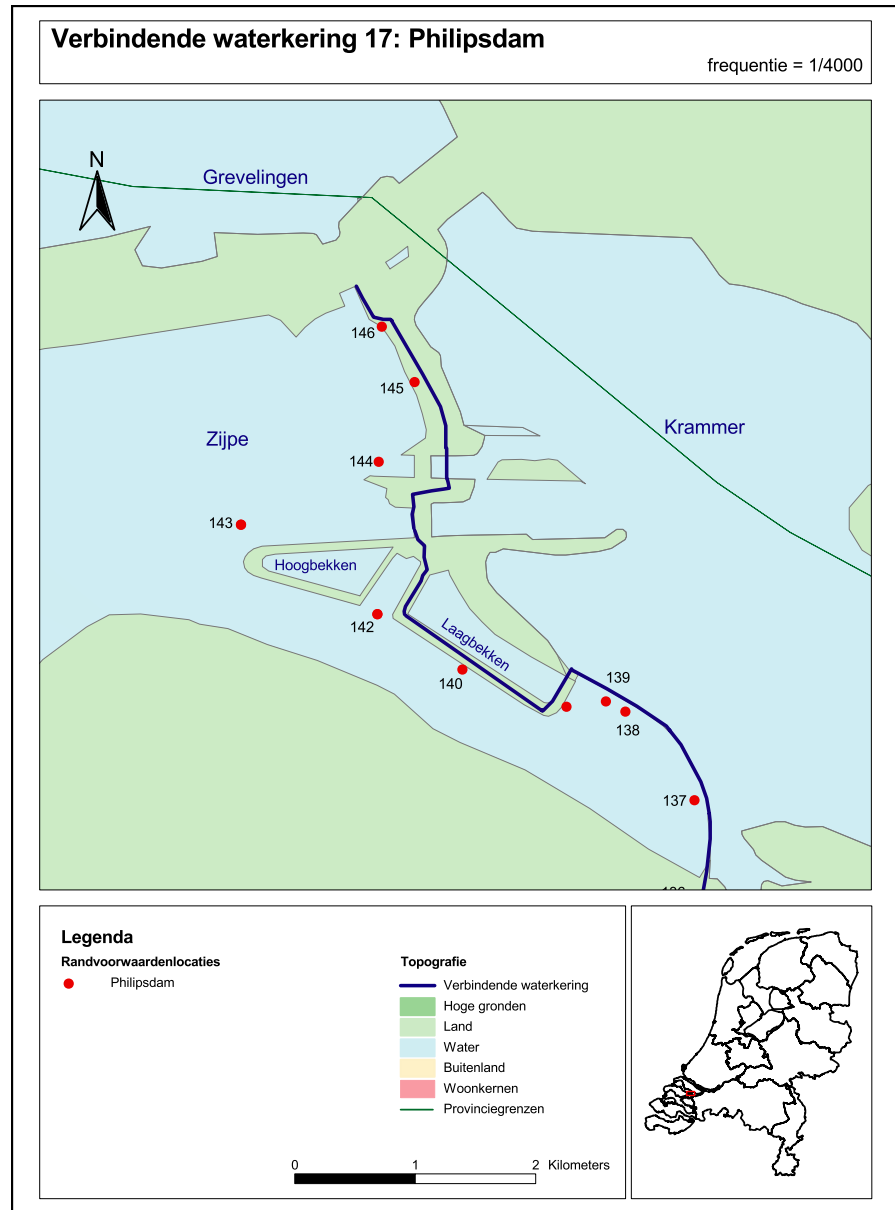 Verbindende waterkering 17: Philipsdam
frequentie = 1/4000
N
Grevelingen
146
145
Krammer
Zijpe
144
143
Hoogbekken
142
Laagbekken
140
139
138
137
Legenda
Randvoorwaardenlocaties
Philipsdam
Topografie
Verbindende waterkering
Hoge gronden
Land
Water
Buitenland
Woonkernen
Provinciegrenzen
0 1 2 Kilometers